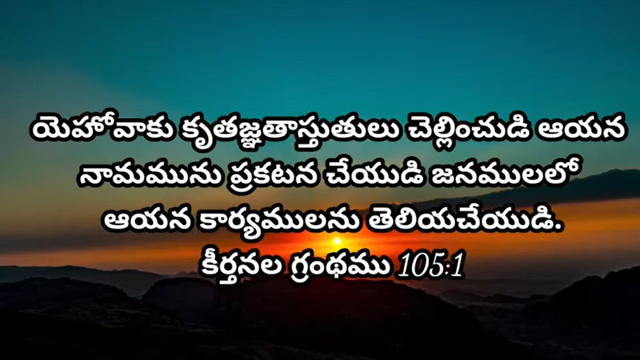 యెహోవాకు కృతజ్ఞతాస్తుతులు చెల్లించుడి ఆయన
నామమును ప్రకటన చేయుడి జనములలో
ఆయన కార్యములను తెలియచేయుడి.
కీర్తనల గ్రంథము 105:1